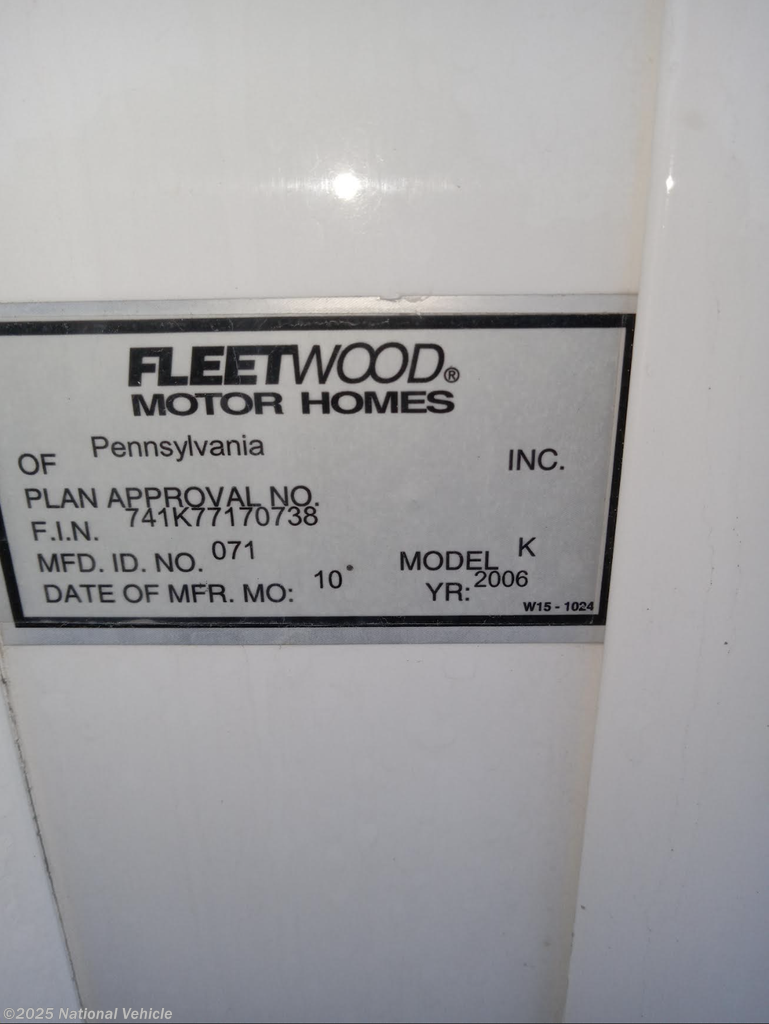 FLEETWOOD®
MOTOR HOMES
OF Pennsylvania INC.
PLAN APPROVAL NO.
F.I.N. 741K77170738
MFD. ID. NO. 071 MODEL K
DATE OF MFR. MO: 10 YR: 2006
W15 - 1024
©2025 National Vehicle